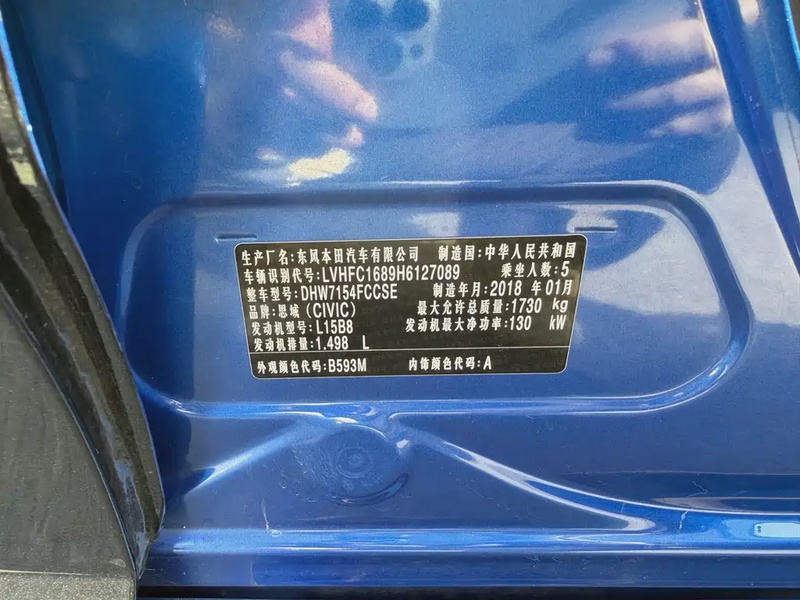 生产厂名:东风本田汽车有限公司 制造国:中华人民共和国
车辆识别代号:LVHFC1689H6127089 乘坐人数:5
整车型号:DHW7154FCCSE 制造年月:2018 年01月
品牌:思域(CIVIC) 最大允许总质量:1730 kg
发动机型号:L15B8 发动机最大净功率:130 kW
发动机排量:1.498 L
外观颜色代码:B593M 内饰颜色代码:A